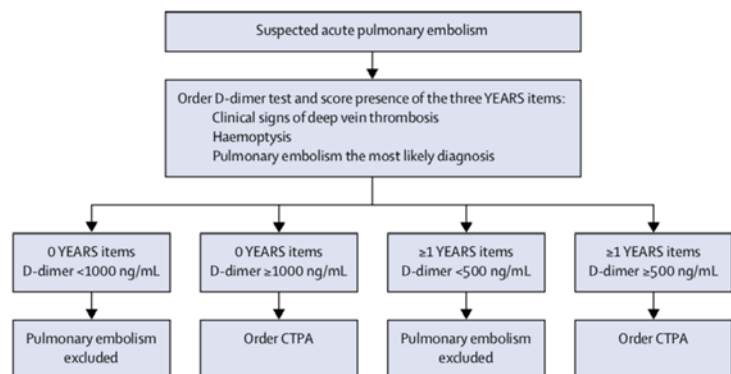 Suspected acute pulmonary embolism
Order D-dimer test and score presence of the three YEARS items:
Clinical signs of deep vein thrombosis
Haemoptysis
Pulmonary embolism the most likely diagnosis
0 YEARS items
D-dimer <1000 ng/mL
0 YEARS items
D-dimer ≥1000 ng/mL
≥1 YEARS items
D-dimer <500 ng/mL
≥1 YEARS items
D-dimer ≥500 ng/mL
Pulmonary embolism
excluded
Order CTPA
Pulmonary embolism
excluded
Order CTPA